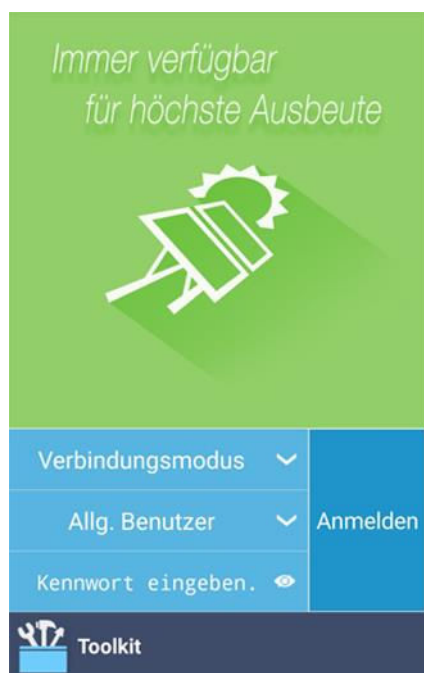 Immer verfügbar
für höchste Ausbeute
Verbindungsmodus
Allg. Benutzer
Anmelden
Kennwort eingeben.
Toolkit